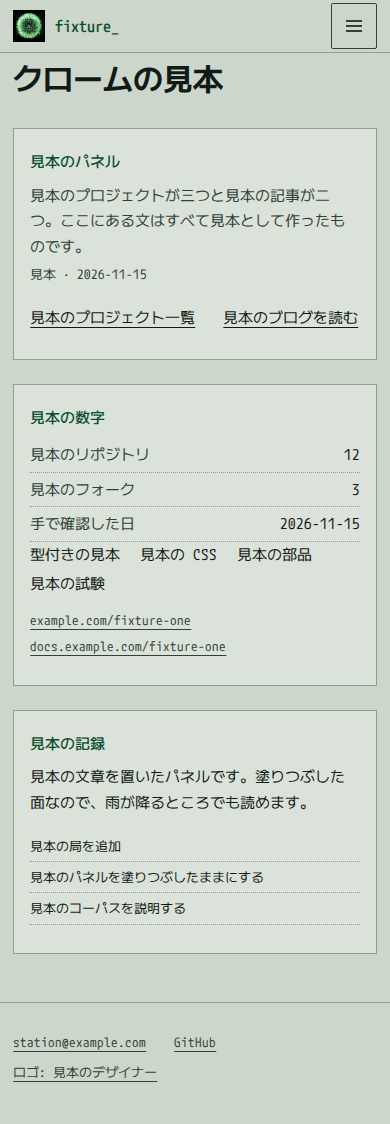 fixture_
クロームの見本
見本のパネル
見本のプロジェクトが三つと見本の記事が二
つ。ここにある文はすべて見本として作ったも
のです。
見本 · 2026-11-15
見本のプロジェクト一覧 見本のブログを読む
見本の数字
見本のリポジトリ 12
見本のフォーク 3
手で確認した日 2026-11-15
型付きの見本 見本の CSS 見本の部品
見本の試験
example.com/fixture-one
docs.example.com/fixture-one
見本の記録
見本の文章を置いたパネルです。塗りつぶした
面なので、雨が降るところでも読めます。
見本の局を追加
見本のパネルを塗りつぶしたままにする
見本のコーパスを説明する
station@example.com GitHub
ロゴ: 見本のデザイナー